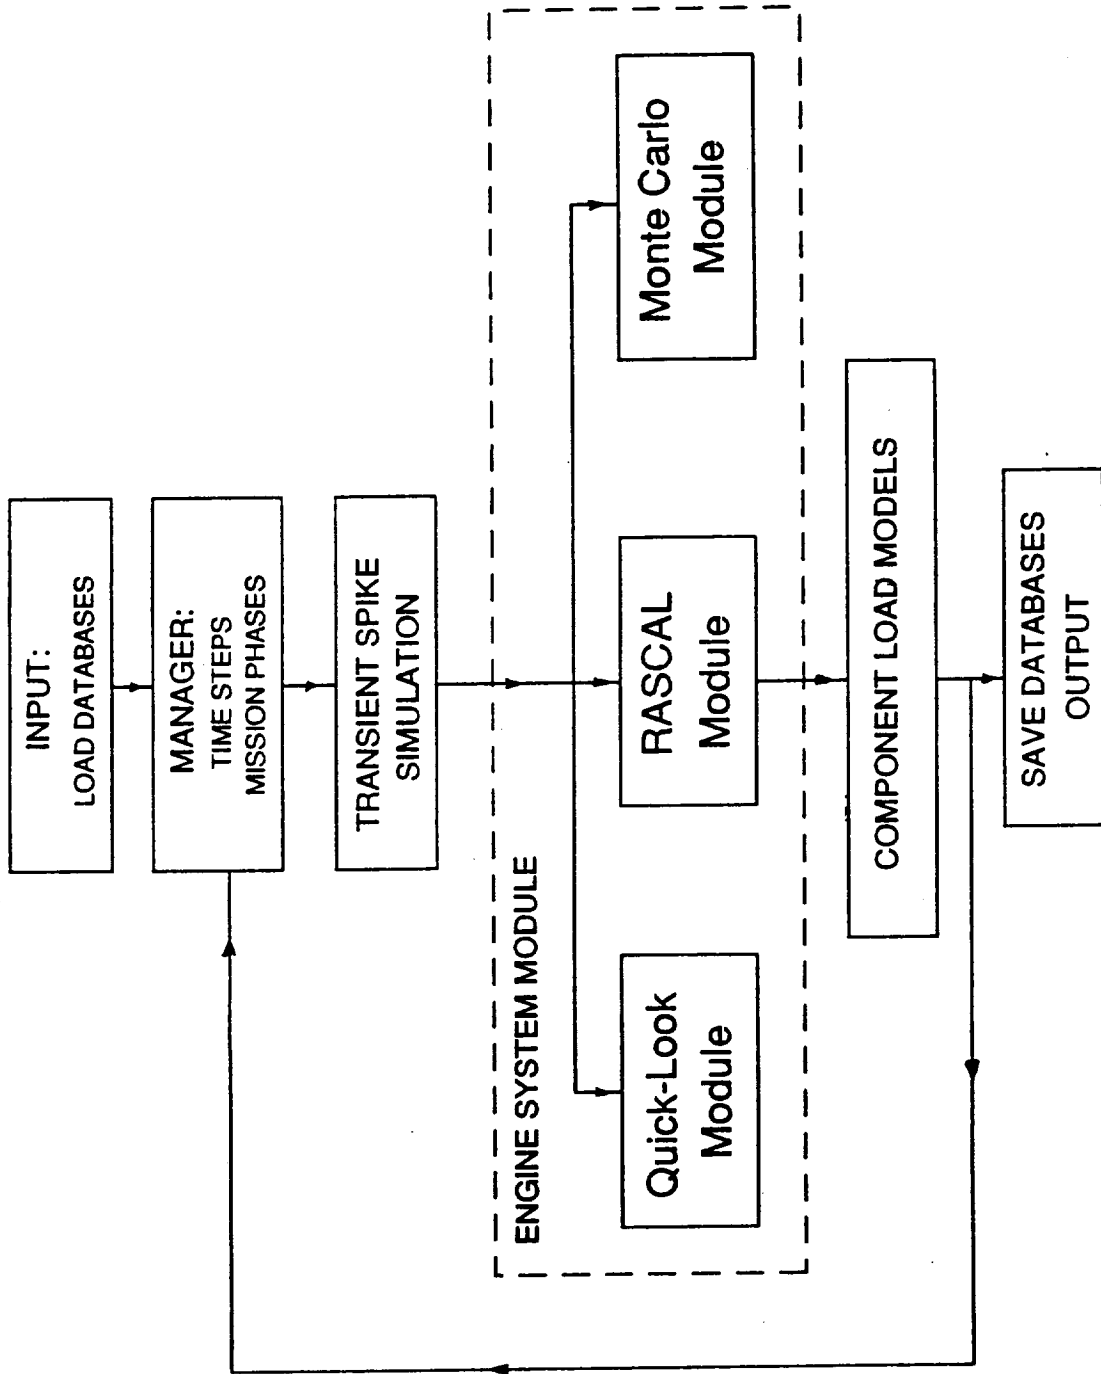 INPUT:
LOAD DATABASES
MANAGER:
TIME STEPS
MISSION PHASES
TRANSIENT SPIKE
SIMULATION
ENGINE SYSTEM MODULE
Quick-Look
Module
RASCAL
Module
Monte Carlo
Module
COMPONENT LOAD MODELS
SAVE DATABASES
OUTPUT